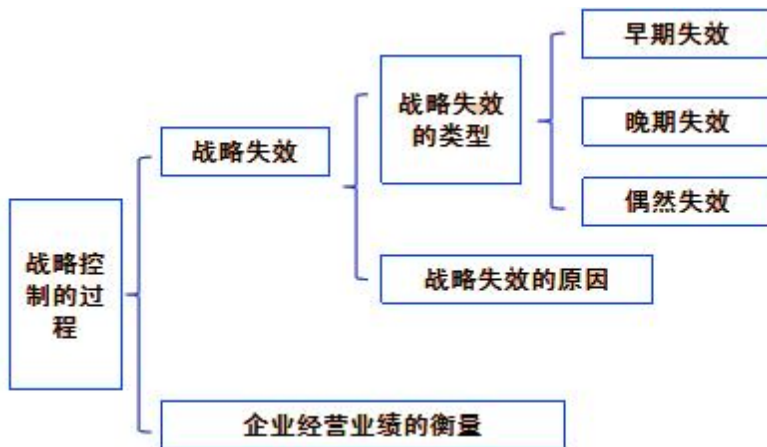 早期失效
战略失效
的类型
晚期失效
战略失效
偶然失效
战略控
制的过
程
战略失效的原因
企业经营业绩的衡量